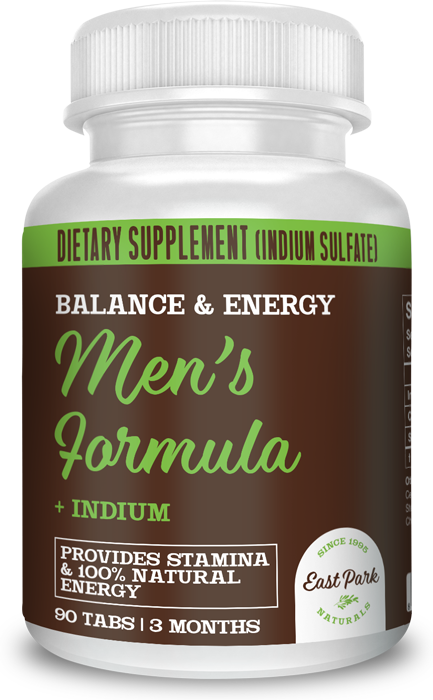 DIETARY SUPPLEMENT (INDIUM SULFATE)
BALANCE & ENERGY
Men's
Formula
+ INDIUM
PROVIDES STAMINA
& 100% NATURAL
ENERGY
90 TABS | 3 MONTHS
SINCE 1995
East Park
NATURALS